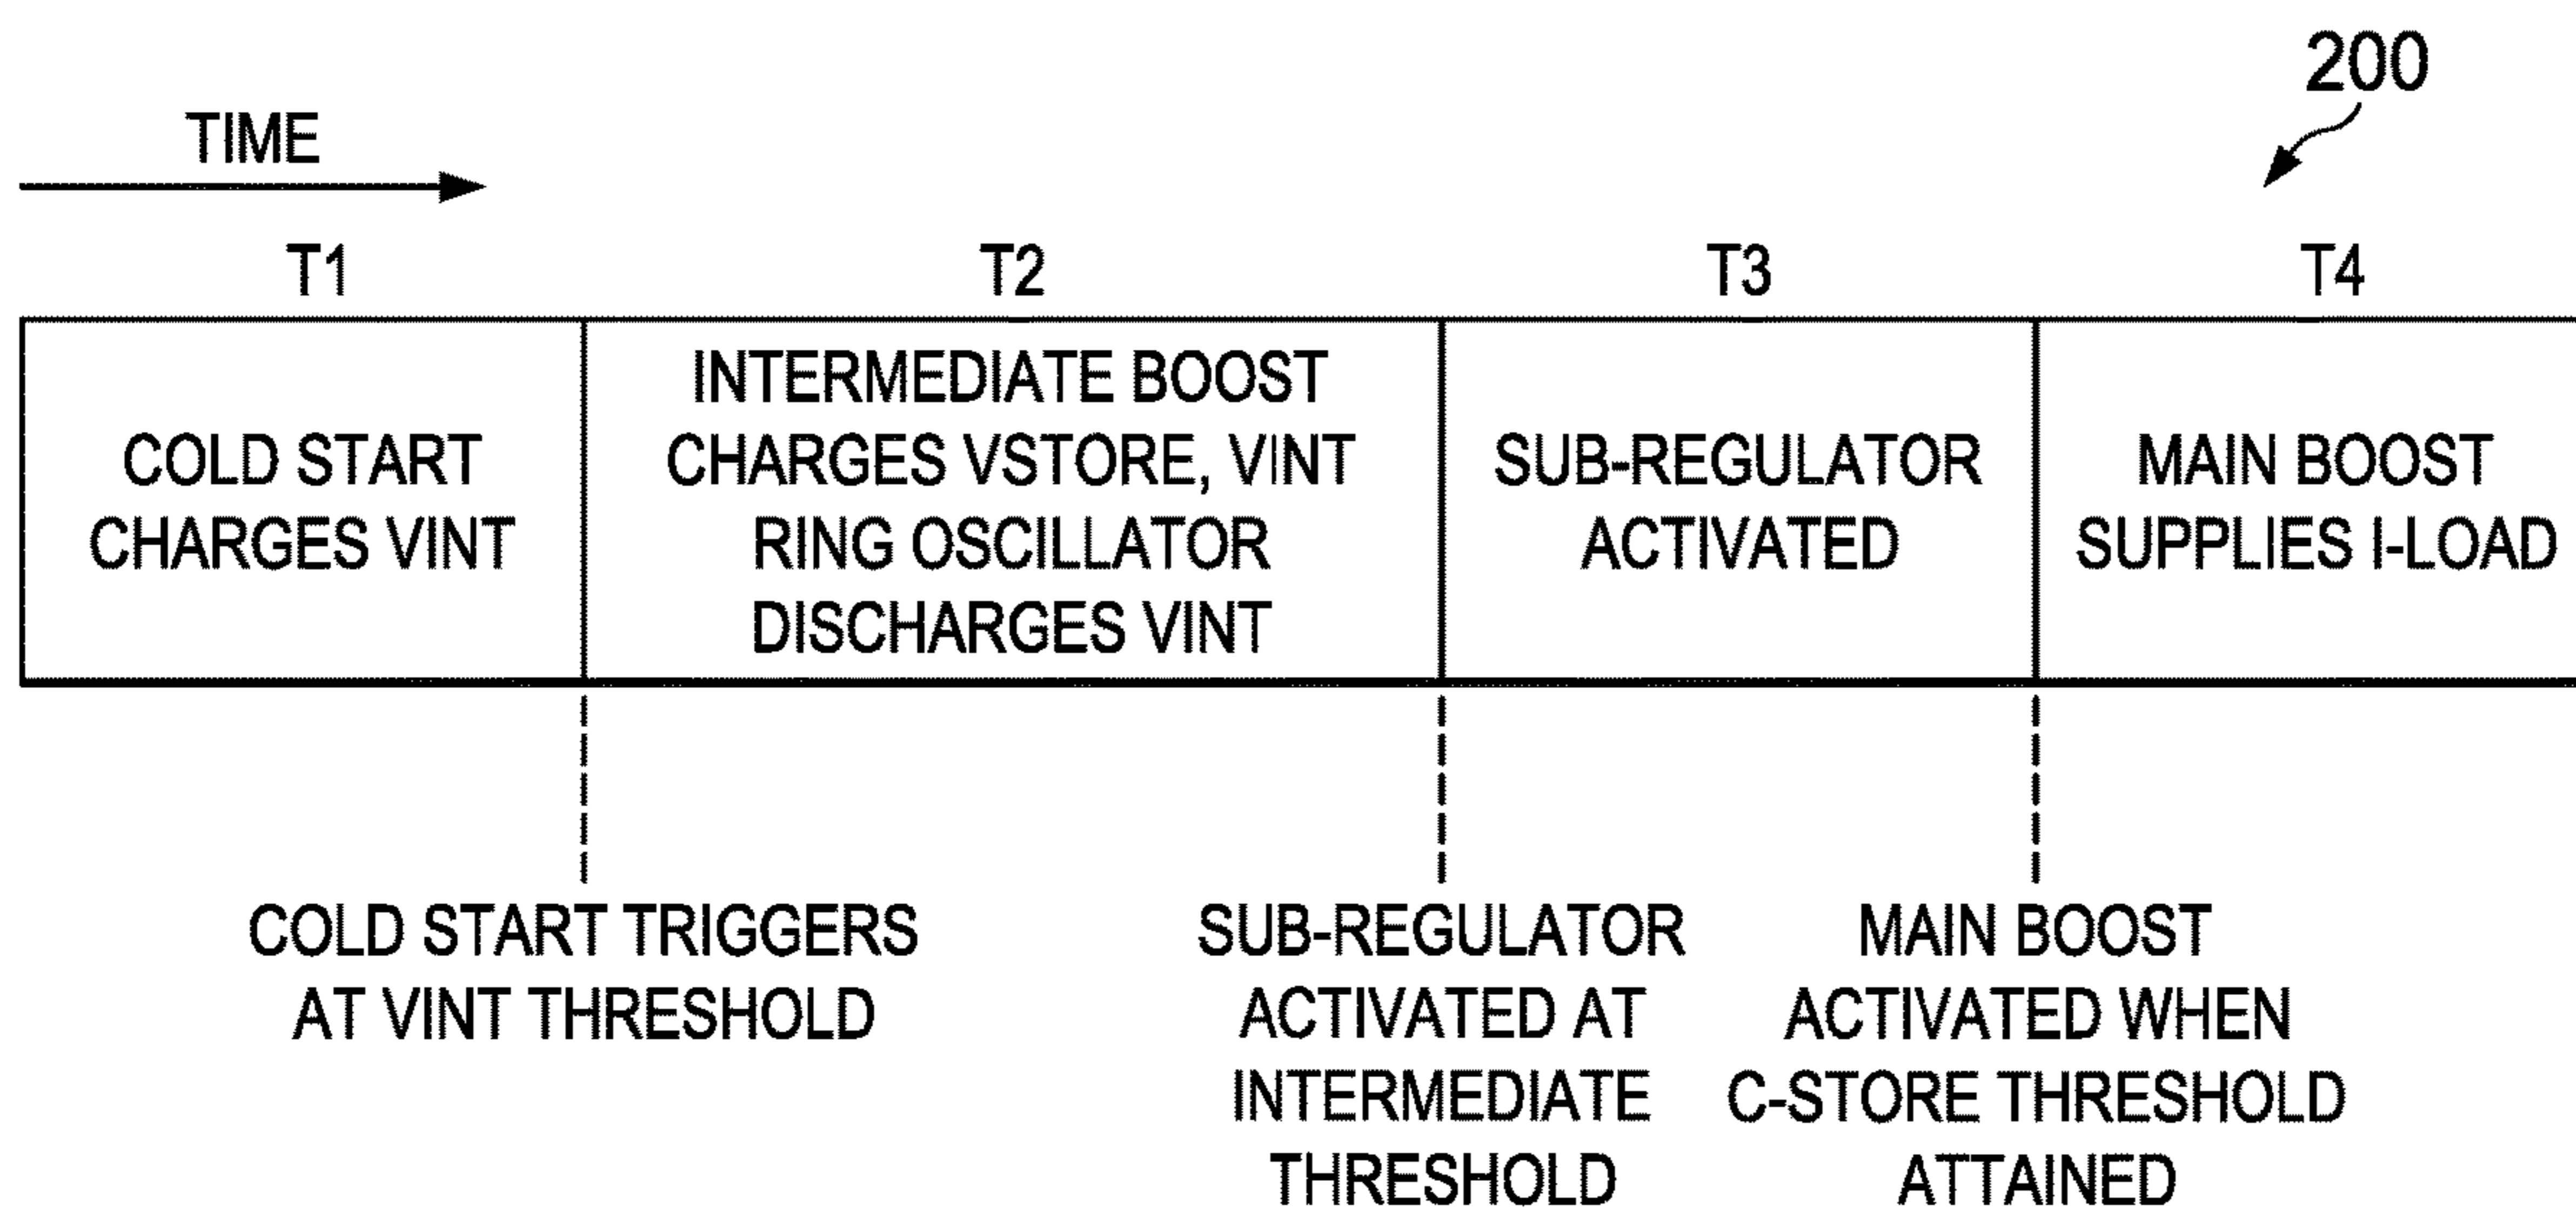 200
TIME
T1
T2
T3
T4
COLD START
CHARGES VINT
INTERMEDIATE BOOST
CHARGES VSTORE, VINT
RING OSCILLATOR
DISCHARGES VINT
SUB-REGULATOR
ACTIVATED
MAIN BOOST
SUPPLIES I-LOAD
COLD START TRIGGERS
AT VINT THRESHOLD
SUB-REGULATOR
ACTIVATED AT
INTERMEDIATE
THRESHOLD
MAIN BOOST
ACTIVATED WHEN
C-STORE THRESHOLD
ATTAINED